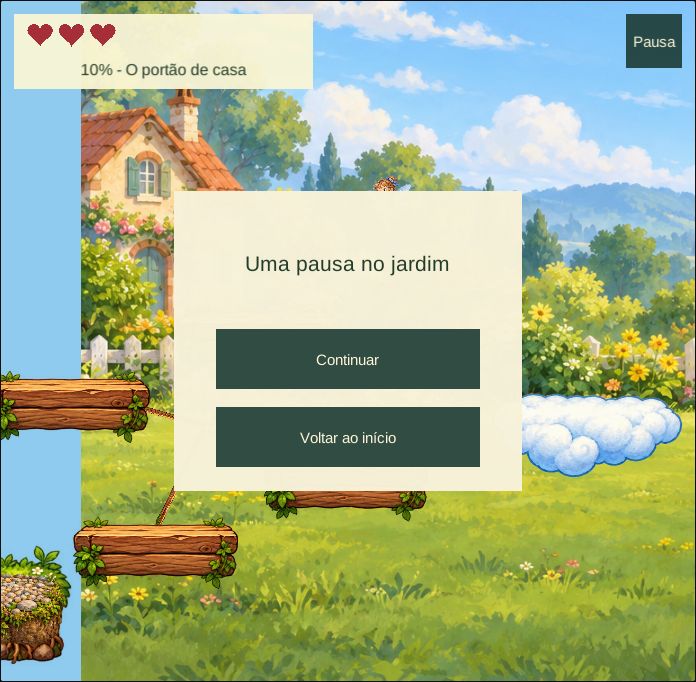 Pausa
10% - O portão de casa
Uma pausa no jardim
Continuar
Voltar ao início